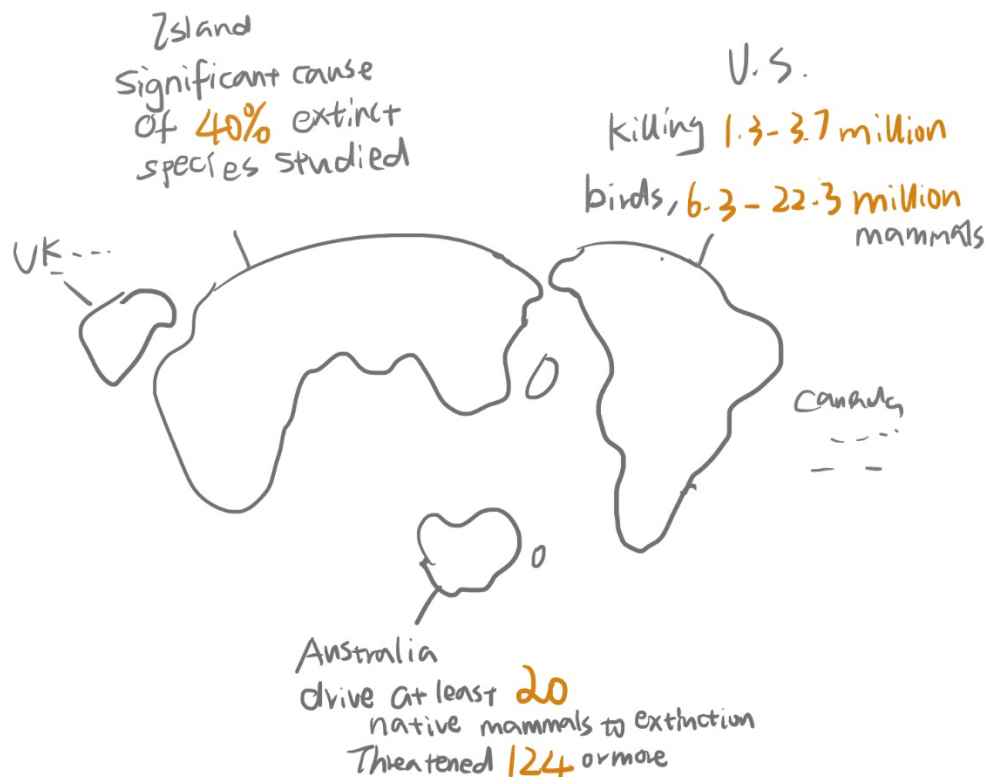 Island
Significant cause
Of 40% extinct
species studied
U.S.
killing 1.3-3.7 million
birds, 6.3-22.3 million
mammals
UK
Canada
Australia
drive at least 20
native mammals to extinction
Threatened 124 or more